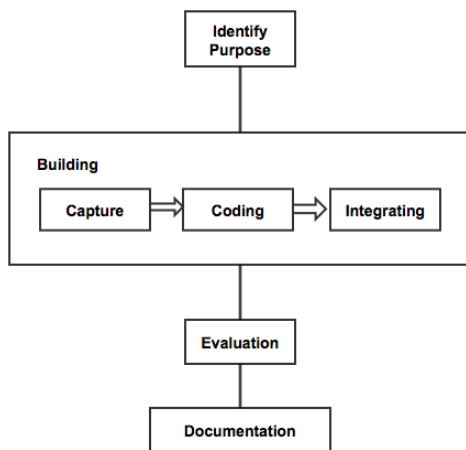 Identify
Purpose
Building
Capture
Coding
Integrating
Evaluation
Documentation